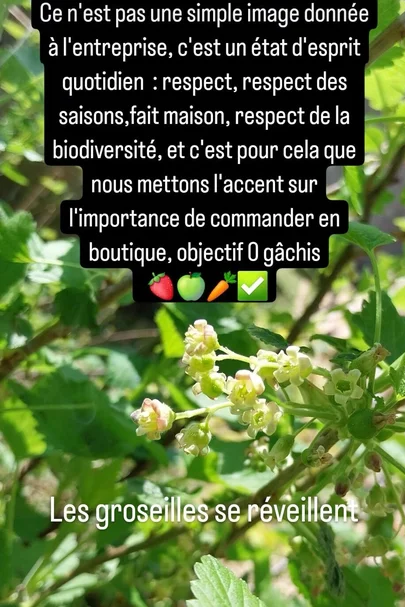 Ce n'est pas une simple image donnée
à l'entreprise, c'est un état d'esprit
quotidien : respect, respect des
saisons,fait maison, respect de la
biodiversité, et c'est pour cela que
nous mettons l'accent sur
l'importance de commander en
boutique, objectif 0 gâchis
🍓🍏🥕✅
Les groseilles se réveillent